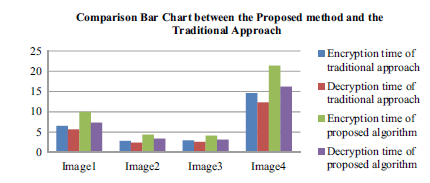 Comparison Bar Chart between the Proposed method and the
Traditional Approach
25
20
15
10
5
0
Image1 Image2 Image3 Image4
Encryption time of
traditional approach
Decryption time of
traditional approach
Encryption time of
proposed algorithm
Decryption time of
proposed algorithm